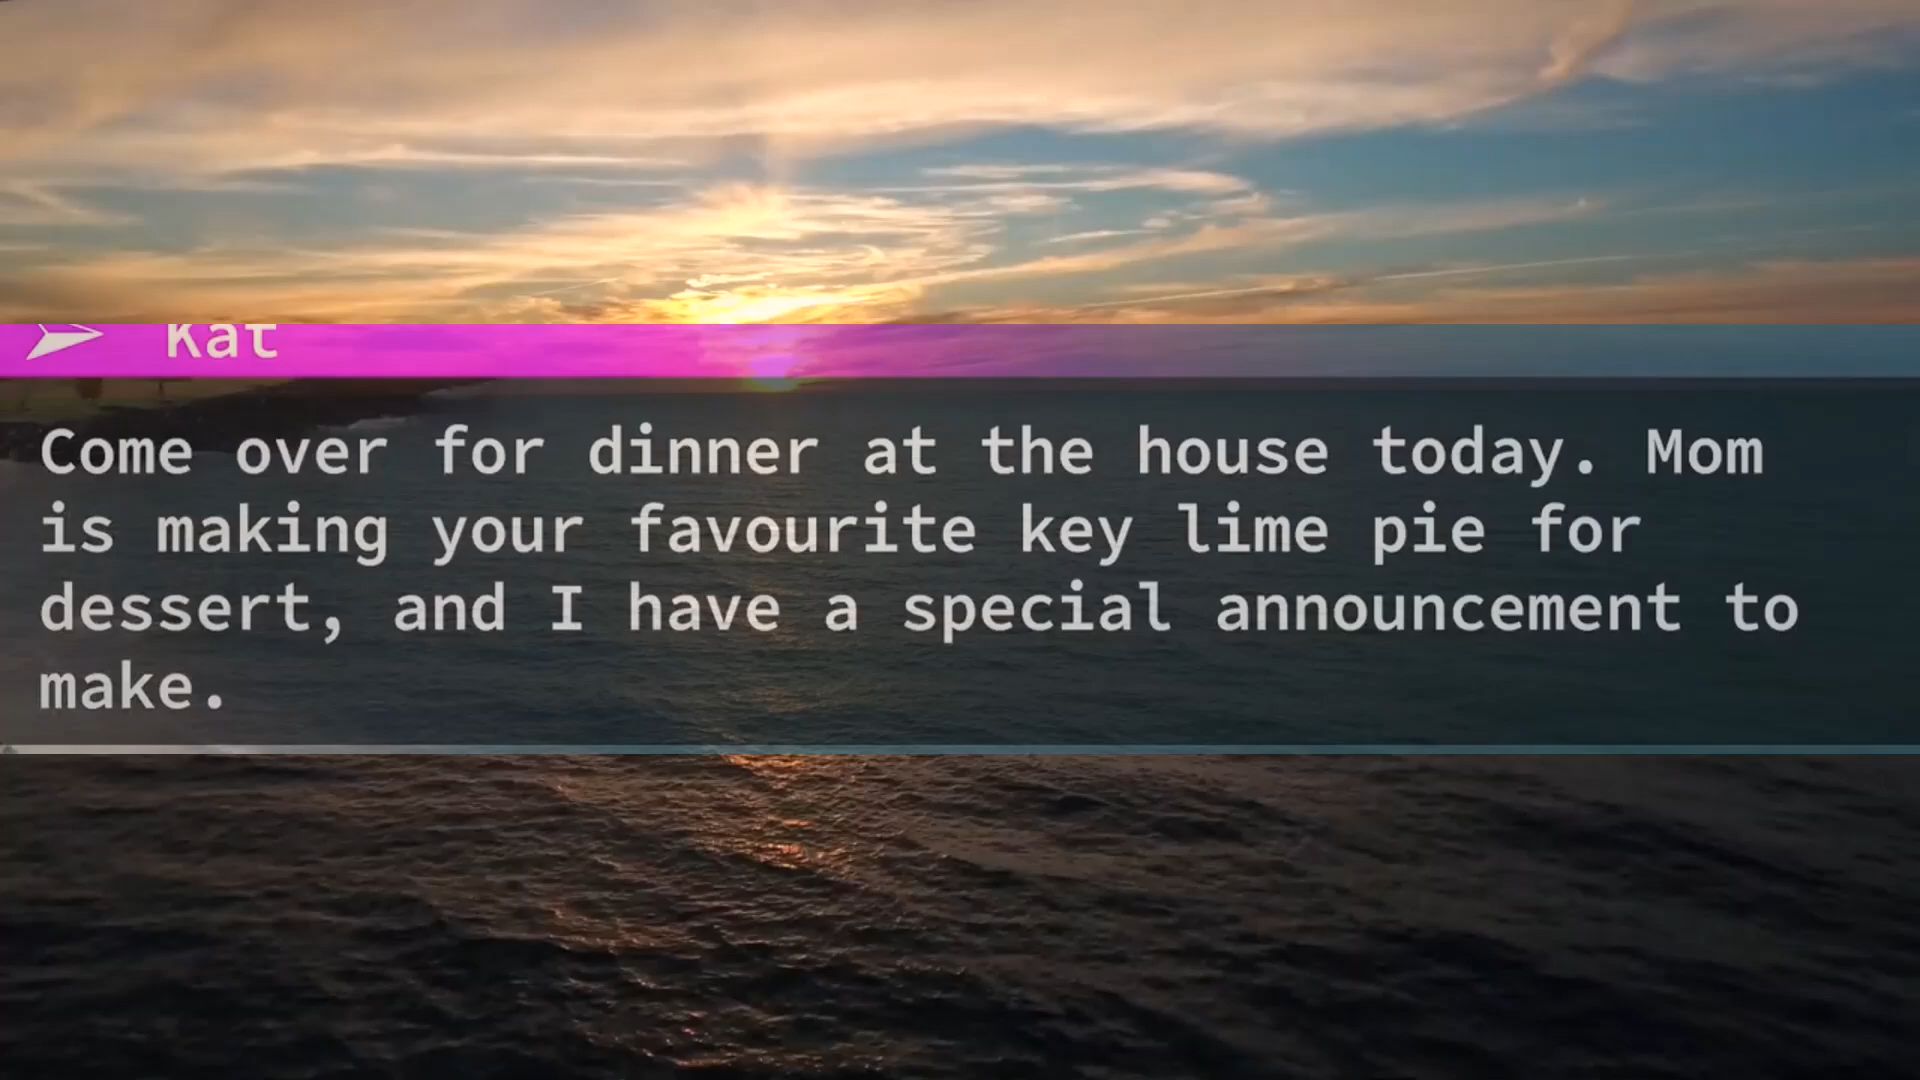 Kat
Come over for dinner at the house today. Mom
is making your favourite key lime pie for
dessert, and I have a special announcement to
make.